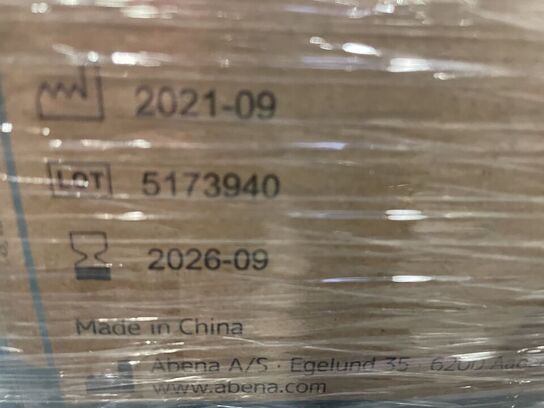 2021-09
LOT 5173940
2026-09
Made in China
Abena A/S · Egelund 35 · 6200
www.abena.com